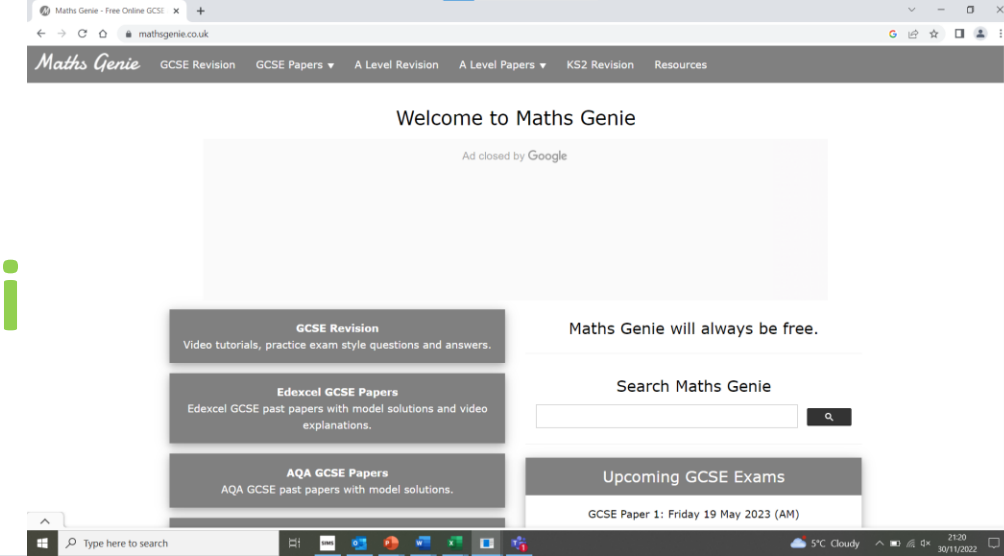 Maths Genie - Free Online GCSE
mathsgenie.co.uk
Maths Genie GCSE Revision GCSE Papers ▼ A Level Revision A Level Papers ▼ KS2 Revision Resources
Welcome to Maths Genie
Ad closed by Google
GCSE Revision
Video tutorials, practice exam style questions and answers.
Edexcel GCSE Papers
Edexcel GCSE past papers with model solutions and video
explanations.
AQA GCSE Papers
AQA GCSE past papers with model solutions.
Maths Genie will always be free.
Search Maths Genie
Upcoming GCSE Exams
GCSE Paper 1: Friday 19 May 2023 (AM)
i
Type here to search
SIMS
5°C Cloudy
21:20
30/11/2022